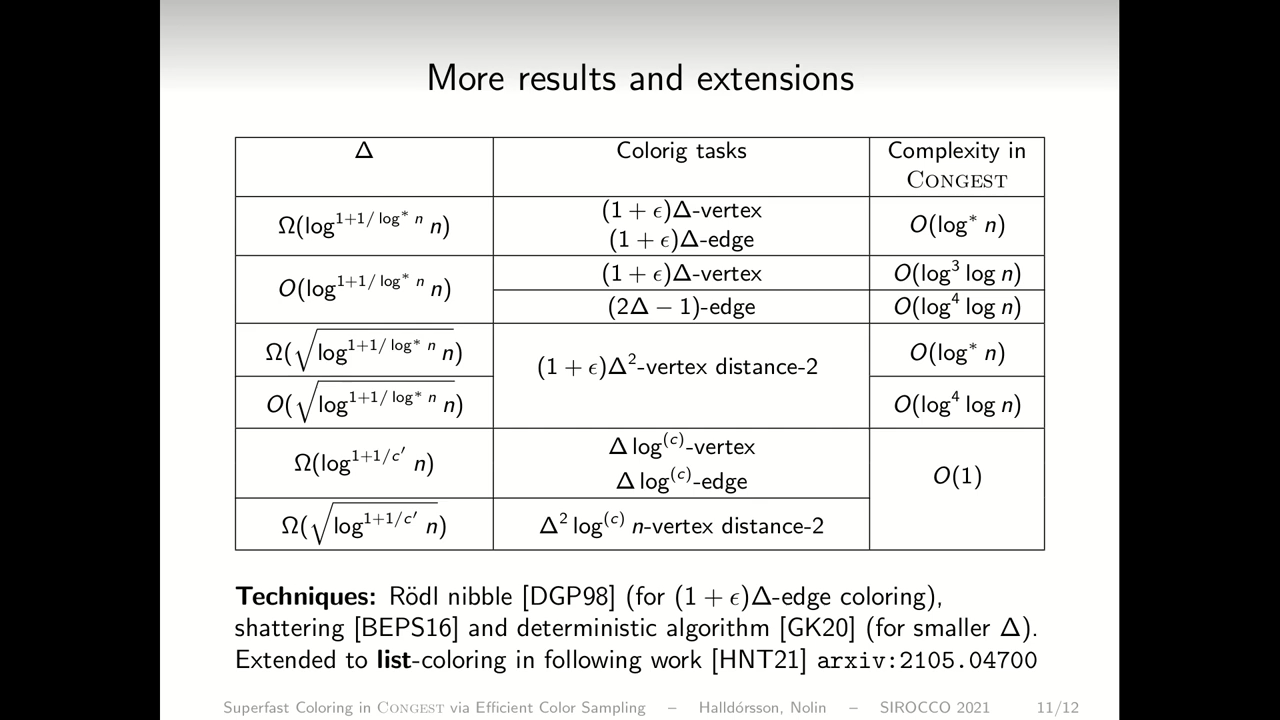 More results and extensions
Δ Colorig tasks Complexity in
CONGEST
Ω(log^{1+1/log* n} n) (1 + ϵ)Δ-vertex O(log* n)
(1 + ϵ)Δ-edge
O(log^{1+1/log* n} n) (1 + ϵ)Δ-vertex O(log³ log n)
(2Δ − 1)-edge O(log⁴ log n)
Ω(√(log^{1+1/log* n} n)) (1 + ϵ)Δ²-vertex distance-2 O(log* n)
O(√(log^{1+1/log* n} n)) O(log⁴ log n)
Ω(log^{1+1/c′} n) Δ log^{(c)}-vertex O(1)
Δ log^{(c)}-edge
Ω(√(log^{1+1/c′} n)) Δ² log^{(c)} n-vertex distance-2
Techniques: Rödl nibble [DGP98] (for (1 + ϵ)Δ-edge coloring),
shattering [BEPS16] and deterministic algorithm [GK20] (for smaller Δ).
Extended to list-coloring in following work [HNT21] arxiv:2105.04700
Superfast Coloring in CONGEST via Efficient Color Sampling – Halldórsson, Nolin – SIROCCO 2021 11/12